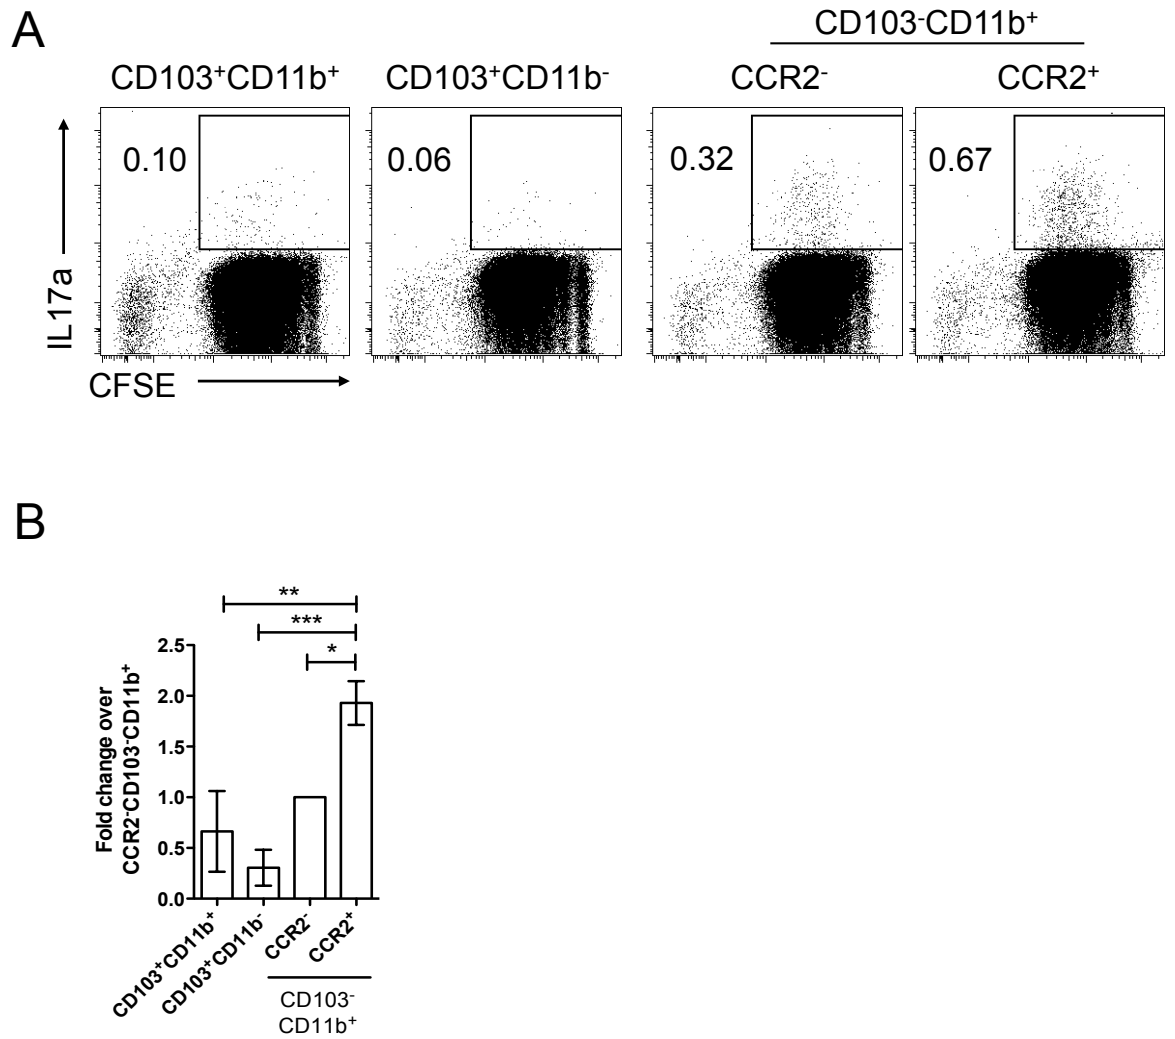 A
CD103⁻CD11b⁺
CD103⁺CD11b⁺
CD103⁺CD11b⁻
CCR2⁻
CCR2⁺
0.10
0.06
0.32
0.67
IL17a
CFSE
B
**
***
*
Fold change over
CCR2⁻CD103⁻CD11b⁺
2.5
2.0
1.5
1.0
0.5
0.0
CD103⁺CD11b⁺
CD103⁺CD11b⁻
CCR2⁻
CCR2⁺
CD103⁻
CD11b⁺